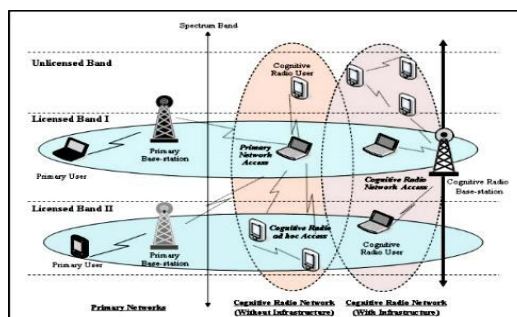 Spectrum Band
Unlicensed Band
Cognitive
Radio User
Licensed Band I
Primary
Base-station
Primary User
Primary
Network
Access
Cognitive Radio
Network Access
Cognitive Radio
Base-station
Licensed Band II
Primary
Base-station
Primary User
Cognitive Radio
ad hoc Access
Cognitive Radio
User
Primary Networks
Cognitive Radio Network
(Without Infrastructure)
Cognitive Radio Network
(With Infrastructure)